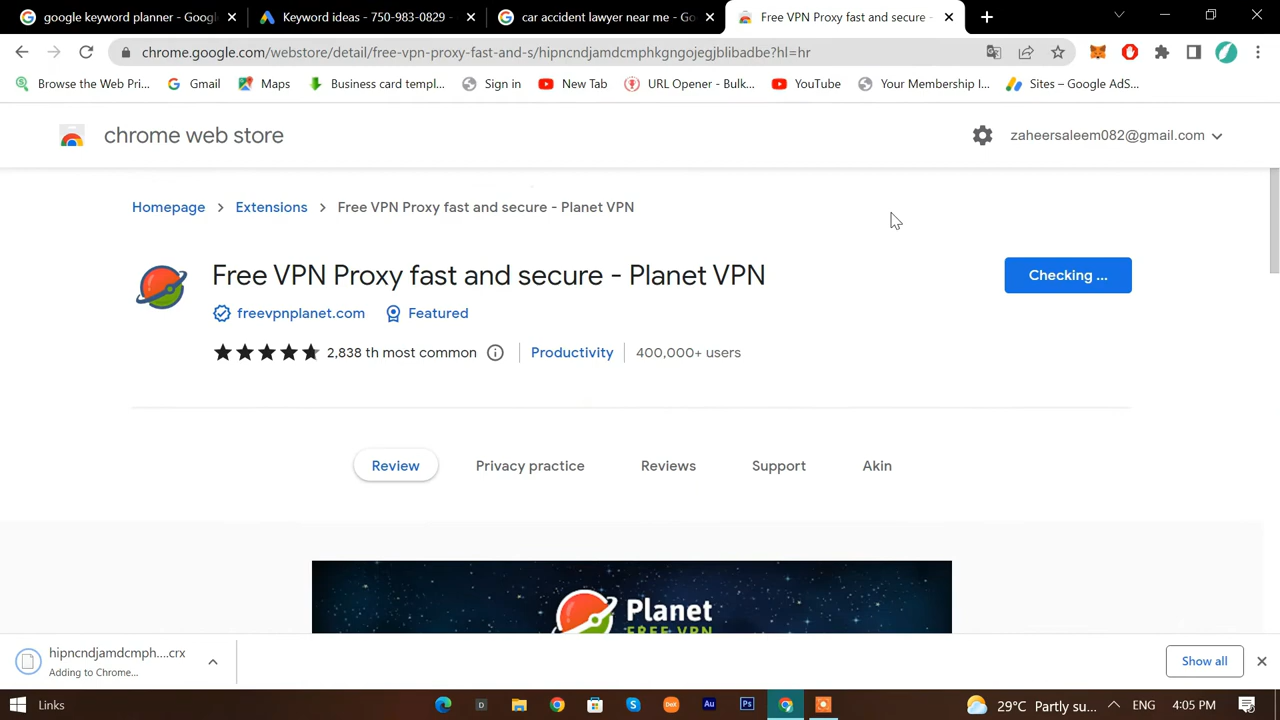 google keyword planner - Googl
Keyword ideas - 750-983-0829 -
car accident lawyer near me - Go
Free VPN Proxy fast and secure -
chrome.google.com/webstore/detail/free-vpn-proxy-fast-and-s/hipncndjamdcmphkgngojegjblibadbe?hl=hr
Browse the Web Pri...
Gmail
Maps
Business card templ...
Sign in
New Tab
URL Opener - Bulk...
YouTube
Your Membership I...
Sites – Google AdS...
chrome web store
zaheersaleem082@gmail.com
Homepage
Extensions
Free VPN Proxy fast and secure - Planet VPN
Free VPN Proxy fast and secure - Planet VPN
Checking ...
freevpnplanet.com
Featured
2,838 th most common
Productivity
400,000+ users
Review
Privacy practice
Reviews
Support
Akin
Planet
FREE VPN
hipncndjamdcmph....crx
Adding to Chrome...
Show all
Links
D
Dex
Au
Ps
29°C Partly su...
ENG
4:05 PM